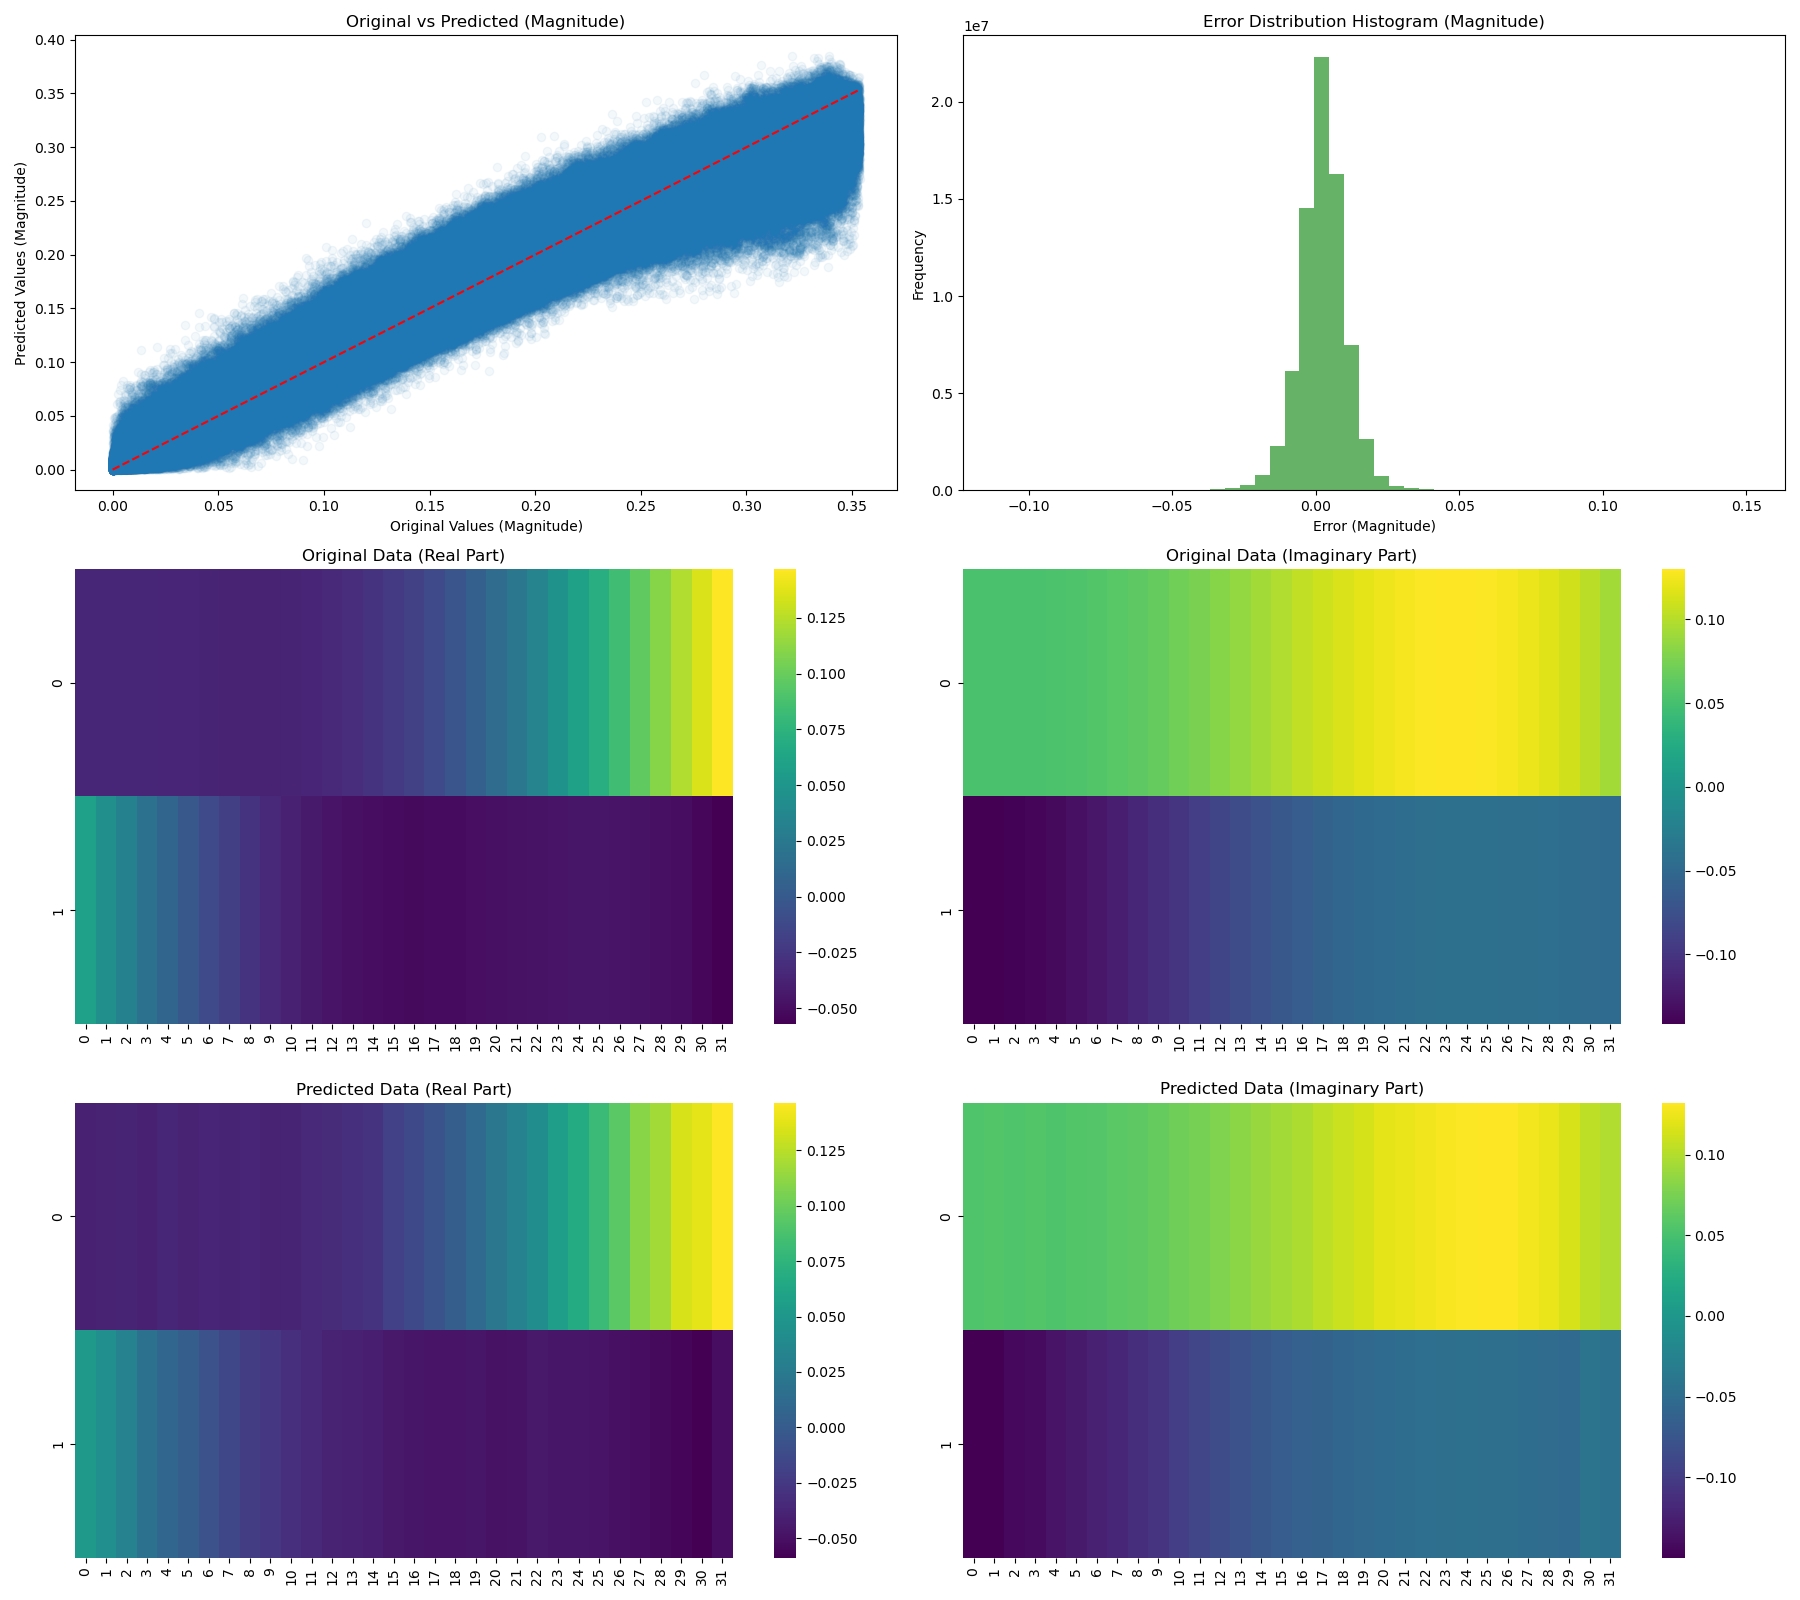 Original vs Predicted (Magnitude)
0.40
0.35
0.30
0.25
0.20
0.15
0.10
0.05
0.00
Predicted Values (Magnitude)
0.00 0.05 0.10 0.15 0.20 0.25 0.30 0.35
Original Values (Magnitude)
Error Distribution Histogram (Magnitude)
1e7
2.0
1.5
1.0
0.5
0.0
Frequency
−0.10 −0.05 0.00 0.05 0.10 0.15
Error (Magnitude)
Original Data (Real Part)
0
1
0 1 2 3 4 5 6 7 8 9 10 11 12 13 14 15 16 17 18 19 20 21 22 23 24 25 26 27 28 29 30 31
0.125
0.100
0.075
0.050
0.025
0.000
−0.025
−0.050
Original Data (Imaginary Part)
0
1
0 1 2 3 4 5 6 7 8 9 10 11 12 13 14 15 16 17 18 19 20 21 22 23 24 25 26 27 28 29 30 31
0.10
0.05
0.00
−0.05
−0.10
Predicted Data (Real Part)
0
1
0 1 2 3 4 5 6 7 8 9 10 11 12 13 14 15 16 17 18 19 20 21 22 23 24 25 26 27 28 29 30 31
0.125
0.100
0.075
0.050
0.025
0.000
−0.025
−0.050
Predicted Data (Imaginary Part)
0
1
0 1 2 3 4 5 6 7 8 9 10 11 12 13 14 15 16 17 18 19 20 21 22 23 24 25 26 27 28 29 30 31
0.10
0.05
0.00
−0.05
−0.10